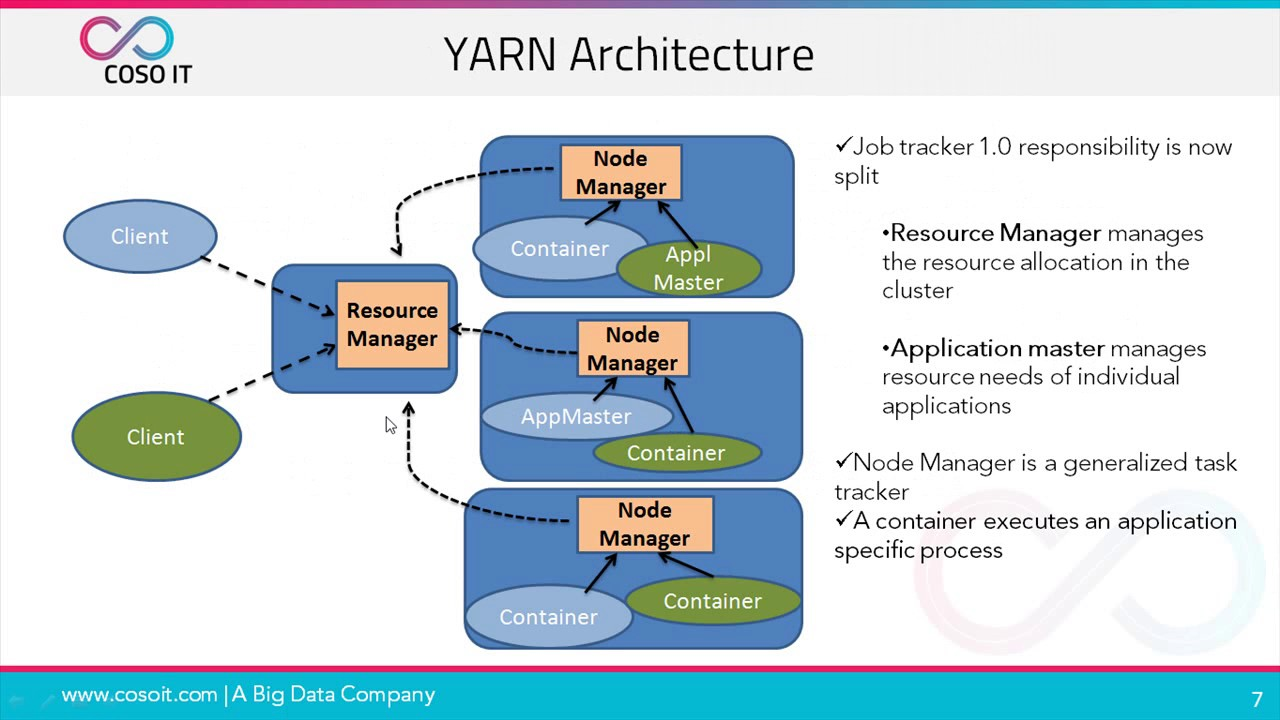 COSO IT
YARN Architecture
Client
Client
Resource
Manager
Node
Manager
Container
Appl
Master
Node
Manager
AppMaster
Container
Node
Manager
Container
Container
✓Job tracker 1.0 responsibility is now
split
•Resource Manager manages
the resource allocation in the
cluster
•Application master manages
resource needs of individual
applications
✓Node Manager is a generalized task
tracker
✓A container executes an application
specific process
www.cosoit.com | A Big Data Company
7